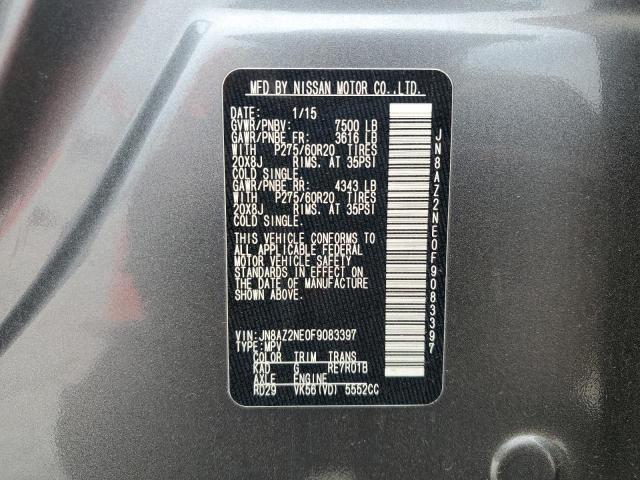 MFD BY NISSAN MOTOR CO.,LTD.
DATE: 1/15
GVWR/PNBV: 7500 LB
GAWR/PNBE FR: 3616 LB
WITH P275/60R20 TIRES
20X8J RIMS. AT 35PSI
COLD SINGLE.
GAWR/PNBE RR: 4343 LB
WITH P275/60R20 TIRES
20X8J RIMS. AT 35PSI
COLD SINGLE.
THIS VEHICLE CONFORMS TO
ALL APPLICABLE FEDERAL
MOTOR VEHICLE SAFETY
STANDARDS IN EFFECT ON
THE DATE OF MANUFACTURE
SHOWN ABOVE.
VIN:JN8AZ2NE0F9083397
TYPE:MPV
COLOR TRIM TRANS
KAD G RE7R01B
AXLE ENGINE
RD29 VK56(VD) 5552CC
JN8AZ2NE0F9083397